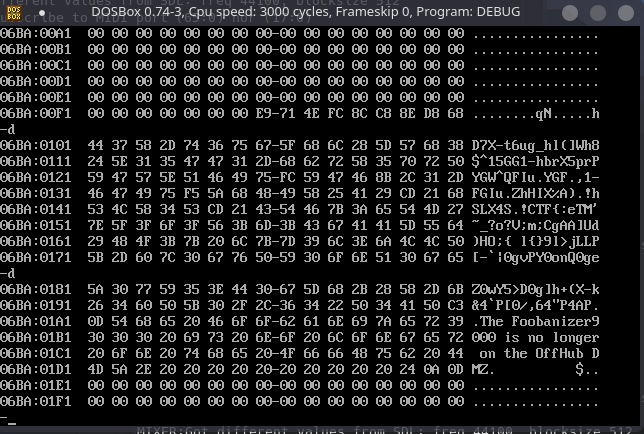 DOSBox 0.74-3, Cpu speed: 3000 cycles, Frameskip 0, Program: DEBUG
06BA:00A1 00 00 00 00 00 00 00 00-00 00 00 00 00 00 00 00 ................
06BA:00B1 00 00 00 00 00 00 00 00-00 00 00 00 00 00 00 00 ................
06BA:00C1 00 00 00 00 00 00 00 00-00 00 00 00 00 00 00 00 ................
06BA:00D1 00 00 00 00 00 00 00 00-00 00 00 00 00 00 00 00 ................
06BA:00E1 00 00 00 00 00 00 00 00-00 00 00 00 00 00 00 00 ................
06BA:00F1 00 00 00 00 00 00 00 00-E9-71 4E FC 8C C8 8E D8 68 ........qN.....h
-d
06BA:0101 44 37 58 2D 74 36 75 67-5F 68 6C 28 5D 57 68 38 D7X-t6ug_hl(]Wh8
06BA:0111 24 5E 31 35 47 47 31 2D-68 62 72 58 35 70 72 50 $^15GG1-hbrX5prP
06BA:0121 59 47 57 5E 51 46 49 75-FC 59 47 46 8B 2C 31 2D YGW^QFIu.YGF.,1-
06BA:0131 46 47 49 75 F5 5A 68 48-49 58 25 41 29 CD 21 68 FGIu.ZhHIX%A).!h
06BA:0141 53 4C 58 34 53 CD 21 43-54 46 7B 3A 65 54 4D 27 SLX4S.!CTF{:eTM'
06BA:0151 7E 5F 3F 6F 3F 56 3B 6D-3B 43 67 41 41 5D 55 64 ~_?o?V;m;CgAA]Ud
06BA:0161 29 48 4F 3B 7B 20 6C 7B-7D 39 6C 3E 6A 4C 4C 50 )HO;{ l{}9l>jLLP
06BA:0171 5B 2D 60 7C 30 67 76 50-59 30 6F 6E 51 30 67 65 [-`|0gvPY0onQ0ge
-d
06BA:0181 5A 30 77 59 35 3E 44 30-67 5D 68 2B 28 58 2D 6B Z0wY5>D0g]h+(X-k
06BA:0191 26 34 60 50 5B 30 2F 2C-36 34 22 50 34 41 50 C3 &4`P[0/,64"P4AP.
06BA:01A1 0D 54 68 65 20 46 6F 6F-62 61 6E 69 7A 65 72 39 .The Foobanizer9
06BA:01B1 30 30 30 20 69 73 20 6E-6F 20 6C 6F 6E 67 65 72 000 is no longer
06BA:01C1 20 6F 6E 20 74 68 65 20-4F 66 66 48 75 62 20 44  on the OffHub D
06BA:01D1 4D 5A 2E 20 20 20 20 20-20 20 20 20 20 24 0A 0D MZ.          $..
06BA:01E1 00 00 00 00 00 00 00 00-00 00 00 00 00 00 00 00 ................
06BA:01F1 00 00 00 00 00 00 00 00-00 00 00 00 00 00 00 00 ................
-_